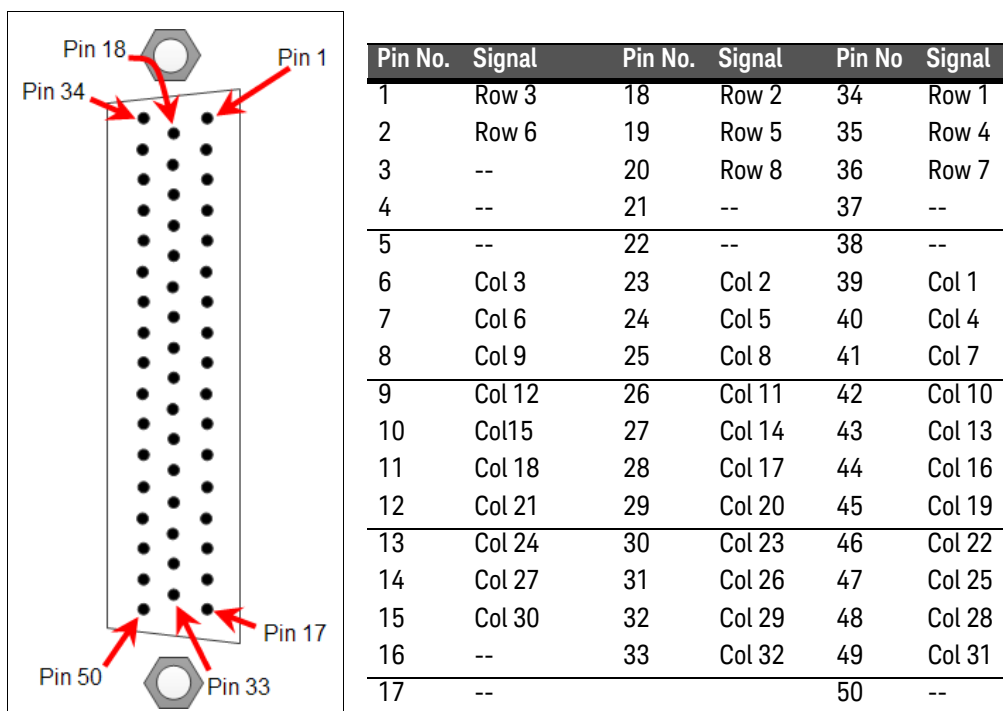 Pin 18
Pin 1
Pin 34
Pin 17
Pin 50
Pin 33
Pin No. Signal Pin No. Signal Pin No Signal
1 Row 3 18 Row 2 34 Row 1
2 Row 6 19 Row 5 35 Row 4
3 -- 20 Row 8 36 Row 7
4 -- 21 -- 37 --
5 -- 22 -- 38 --
6 Col 3 23 Col 2 39 Col 1
7 Col 6 24 Col 5 40 Col 4
8 Col 9 25 Col 8 41 Col 7
9 Col 12 26 Col 11 42 Col 10
10 Col15 27 Col 14 43 Col 13
11 Col 18 28 Col 17 44 Col 16
12 Col 21 29 Col 20 45 Col 19
13 Col 24 30 Col 23 46 Col 22
14 Col 27 31 Col 26 47 Col 25
15 Col 30 32 Col 29 48 Col 28
16 -- 33 Col 32 49 Col 31
17 -- 50 --